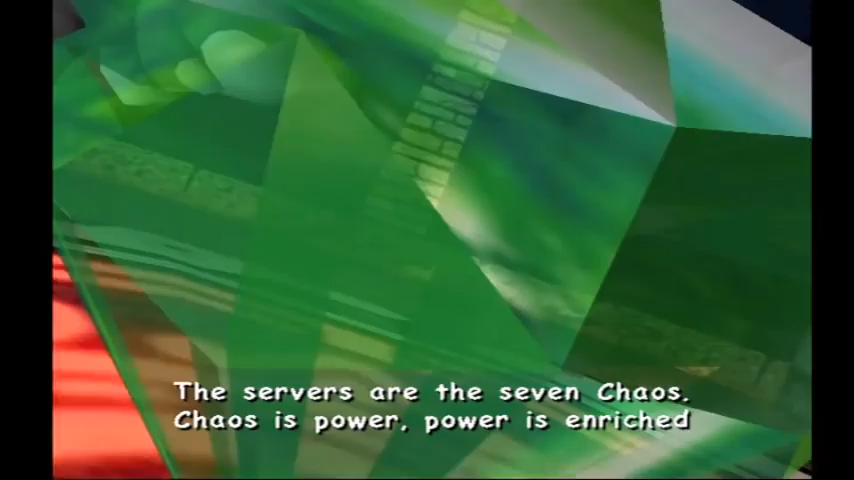 The servers are the seven Chaos.
Chaos is power, power is enriched